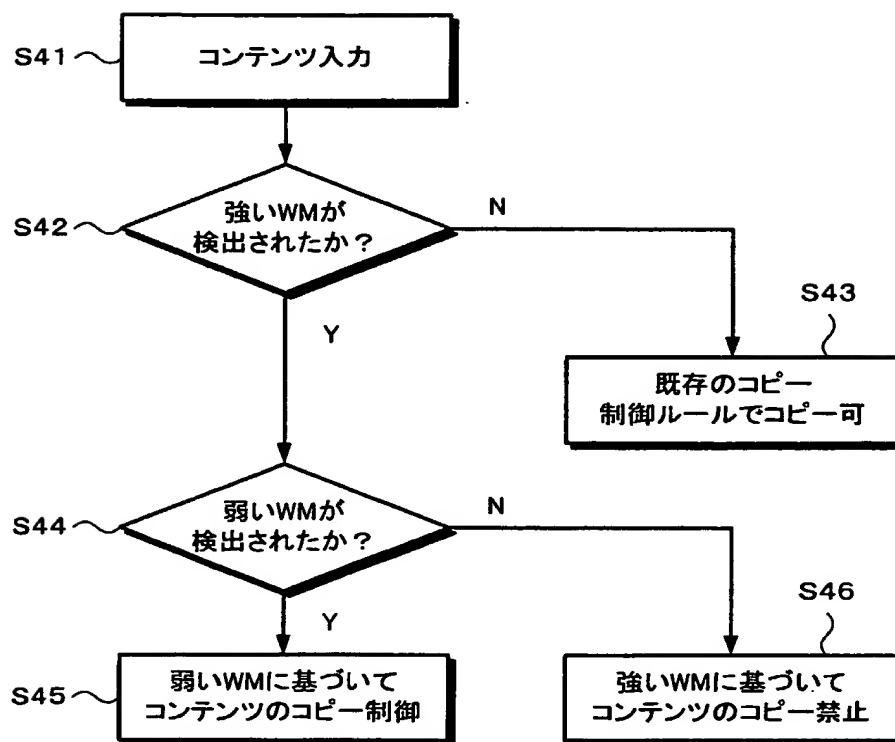 S41
コンテンツ入力
S42
強いWMが
検出されたか？
N
Y
S43
既存のコピー
制御ルールでコピー可
S44
弱いWMが
検出されたか？
N
Y
S45
弱いWMに基づいて
コンテンツのコピー制御
S46
強いWMに基づいて
コンテンツのコピー禁止